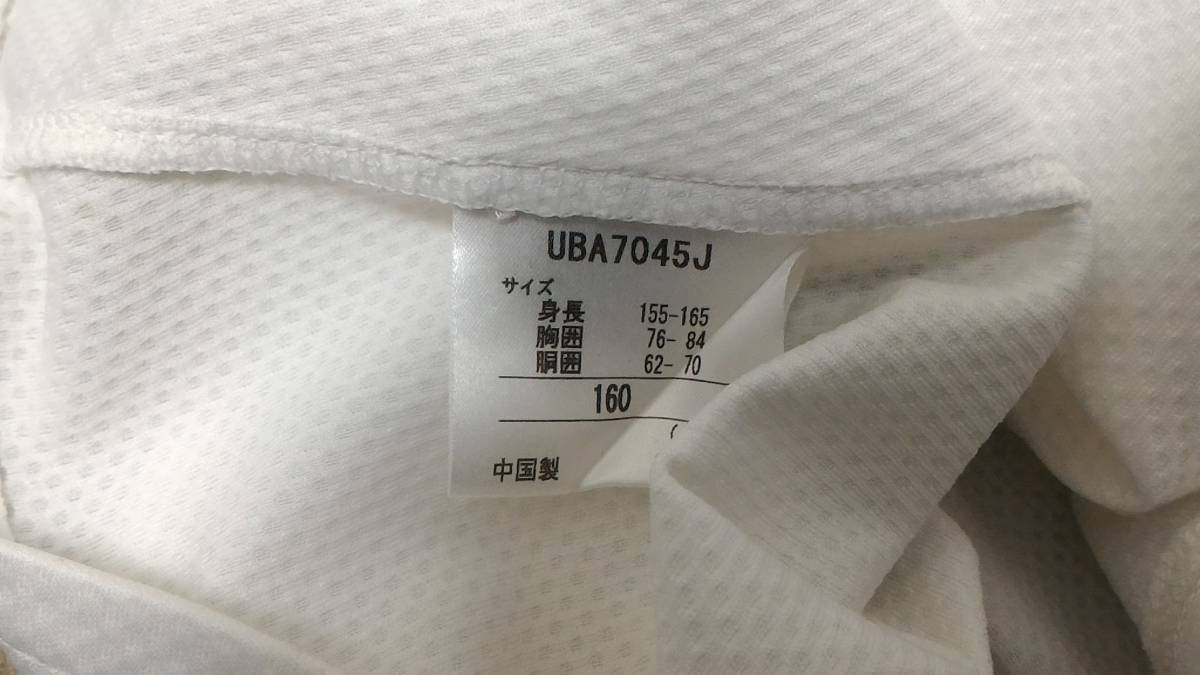 UBA7045J
サイズ
身長 155-165
胸囲 76- 84
胴囲 62- 70
160
中国製